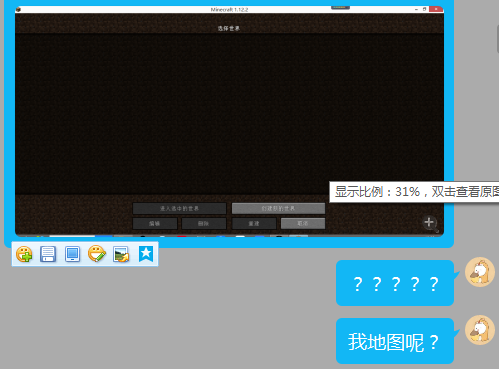 Minecraft 1.12.2
选择世界
进入选中的世界
创建新的世界
编辑
删除
重建
取消
显示比例：31%，双击查看原图
？？？？？
我地图呢？